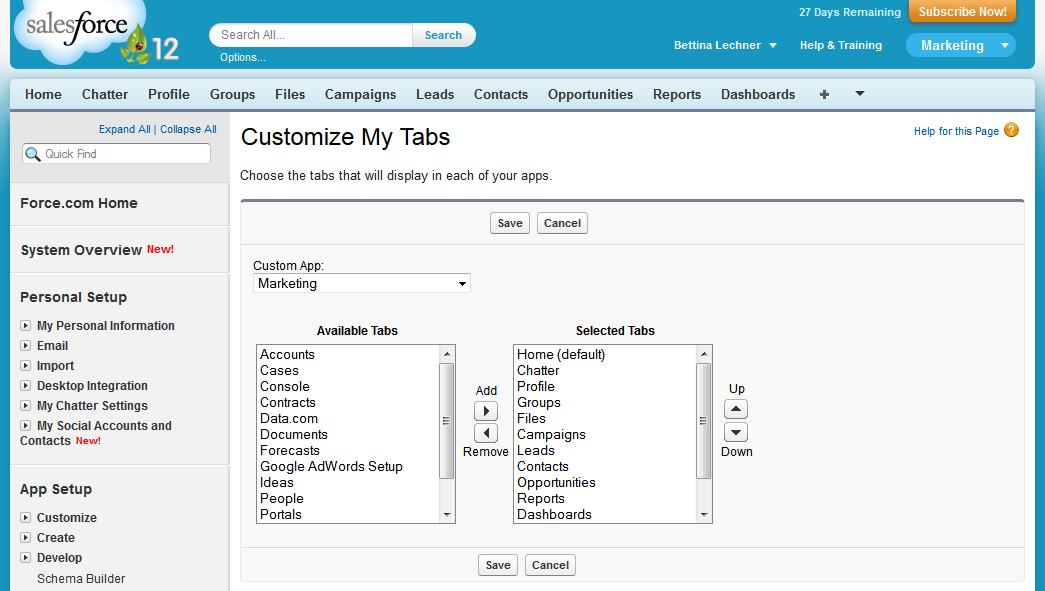 27 Days Remaining Subscribe Now!
salesforce 12
Search All... Search
Options...
Bettina Lechner Help & Training Marketing
Home Chatter Profile Groups Files Campaigns Leads Contacts Opportunities Reports Dashboards +
Expand All | Collapse All
Quick Find
Force.com Home
System Overview New!
Personal Setup
My Personal Information
Email
Import
Desktop Integration
My Chatter Settings
My Social Accounts and
Contacts New!
App Setup
Customize
Create
Develop
Schema Builder
Customize My Tabs
Help for this Page ?
Choose the tabs that will display in each of your apps.
Save Cancel
Custom App:
Marketing
Available Tabs
Accounts
Cases
Console
Contracts
Data.com
Documents
Forecasts
Google AdWords Setup
Ideas
People
Portals
Add
Remove
Selected Tabs
Home (default)
Chatter
Profile
Groups
Files
Campaigns
Leads
Contacts
Opportunities
Reports
Dashboards
Up
Down
Save Cancel